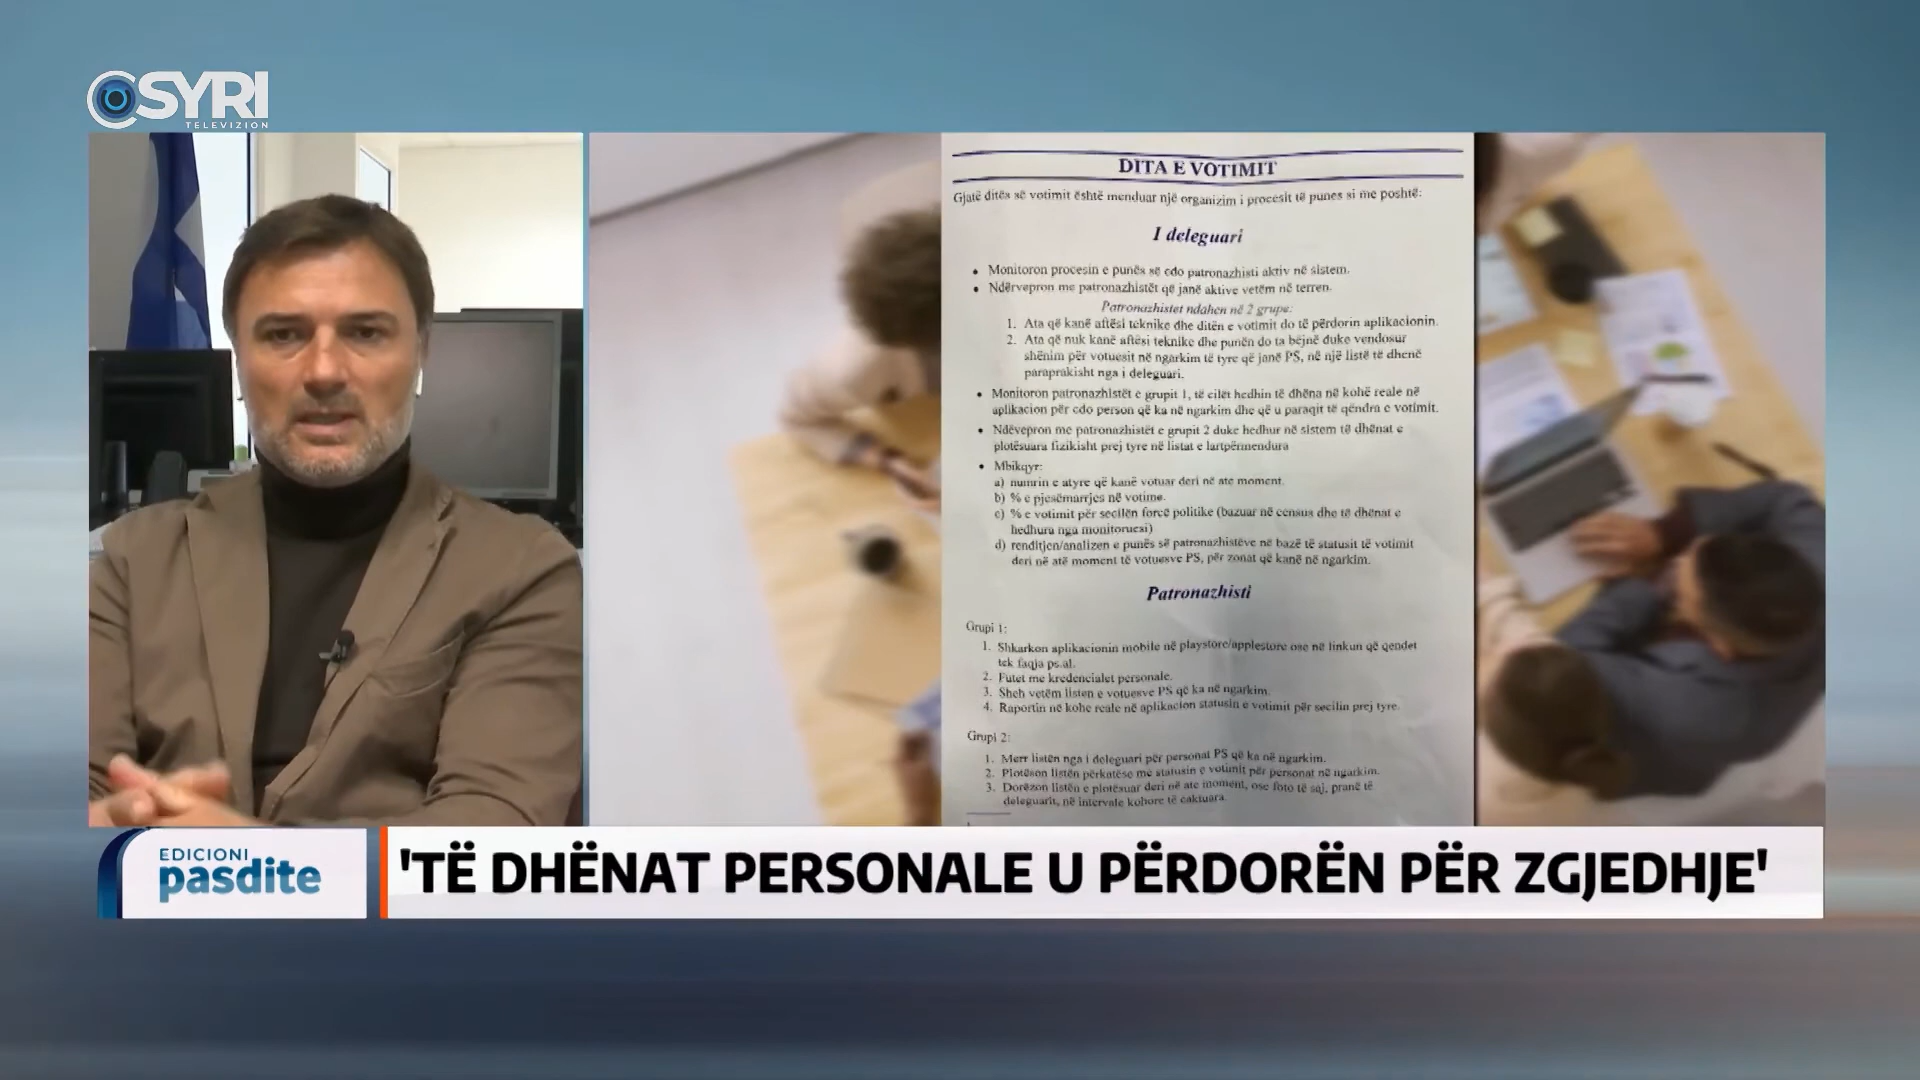 SYRI
TELEVIZION
DITA E VOTIMIT
Gjatë ditës së votimit është menduar një organizim i procesit të punes si me poshtë:
I deleguari
• Monitoron procesin e punës së cdo patronazhisti aktiv në sistem.
• Ndërvepron me patronazhistët që janë aktive vetëm në terren.
Patronazhistet ndahen në 2 grupe:
1. Ata që kanë aftësi teknike dhe ditën e votimit do të përdorin aplikacionin.
2. Ata që nuk kanë aftësi teknike dhe punën do ta bëjnë duke vendosur
shënim për votuesit në ngarkim të tyre që janë PS, në një listë të dhenë
paraprakisht nga i deleguari.
• Monitoron patronazhistët e grupit 1, të cilët hedhin të dhëna në kohë reale në
aplikacion për cdo person që ka në ngarkim dhe që u paraqit të qëndra e votimit.
• Ndëvepron me patronazhistët e grupit 2 duke hedhur në sistem të dhënat e
plotësuara fizikisht prej tyre në listat e lartpërmendura
• Mbikqyr:
a) numrin e atyre që kanë votuar deri në ate moment.
b) % e pjesëmarrjes në votime.
c) % e votimit për secilën forcë politike (bazuar në census dhe të dhënat e
hedhura nga monitoruesi)
d) renditjen/analizen e punës së patronazhistëve në bazë të statusit të votimit
deri në atë moment të votuesve PS, për zonat që kanë në ngarkim.
Patronazhisti
Grupi 1:
1. Shkarkon aplikacionin mobile në playstore/applestore ose në linkun që qendet
tek faqja ps.al.
2. Futet me kredencialet personale.
3. Sheh vetëm listen e votuesve PS që ka në ngarkim.
4. Raportin në kohe reale në aplikacion statusin e votimit për secilin prej tyre.
Grupi 2:
1. Merr listën nga i deleguari për personat PS që ka në ngarkim.
2. Plotëson listën përkatëse me statusin e votimit për personat në ngarkim.
3. Dorëzon listën e plotësuar deri në ate moment, ose foto të saj, pranë të
deleguarit, në intervale kohore të caktuara.
EDICIONI
pasdite
'TË DHËNAT PERSONALE U PËRDORËN PËR ZGJEDHJE'